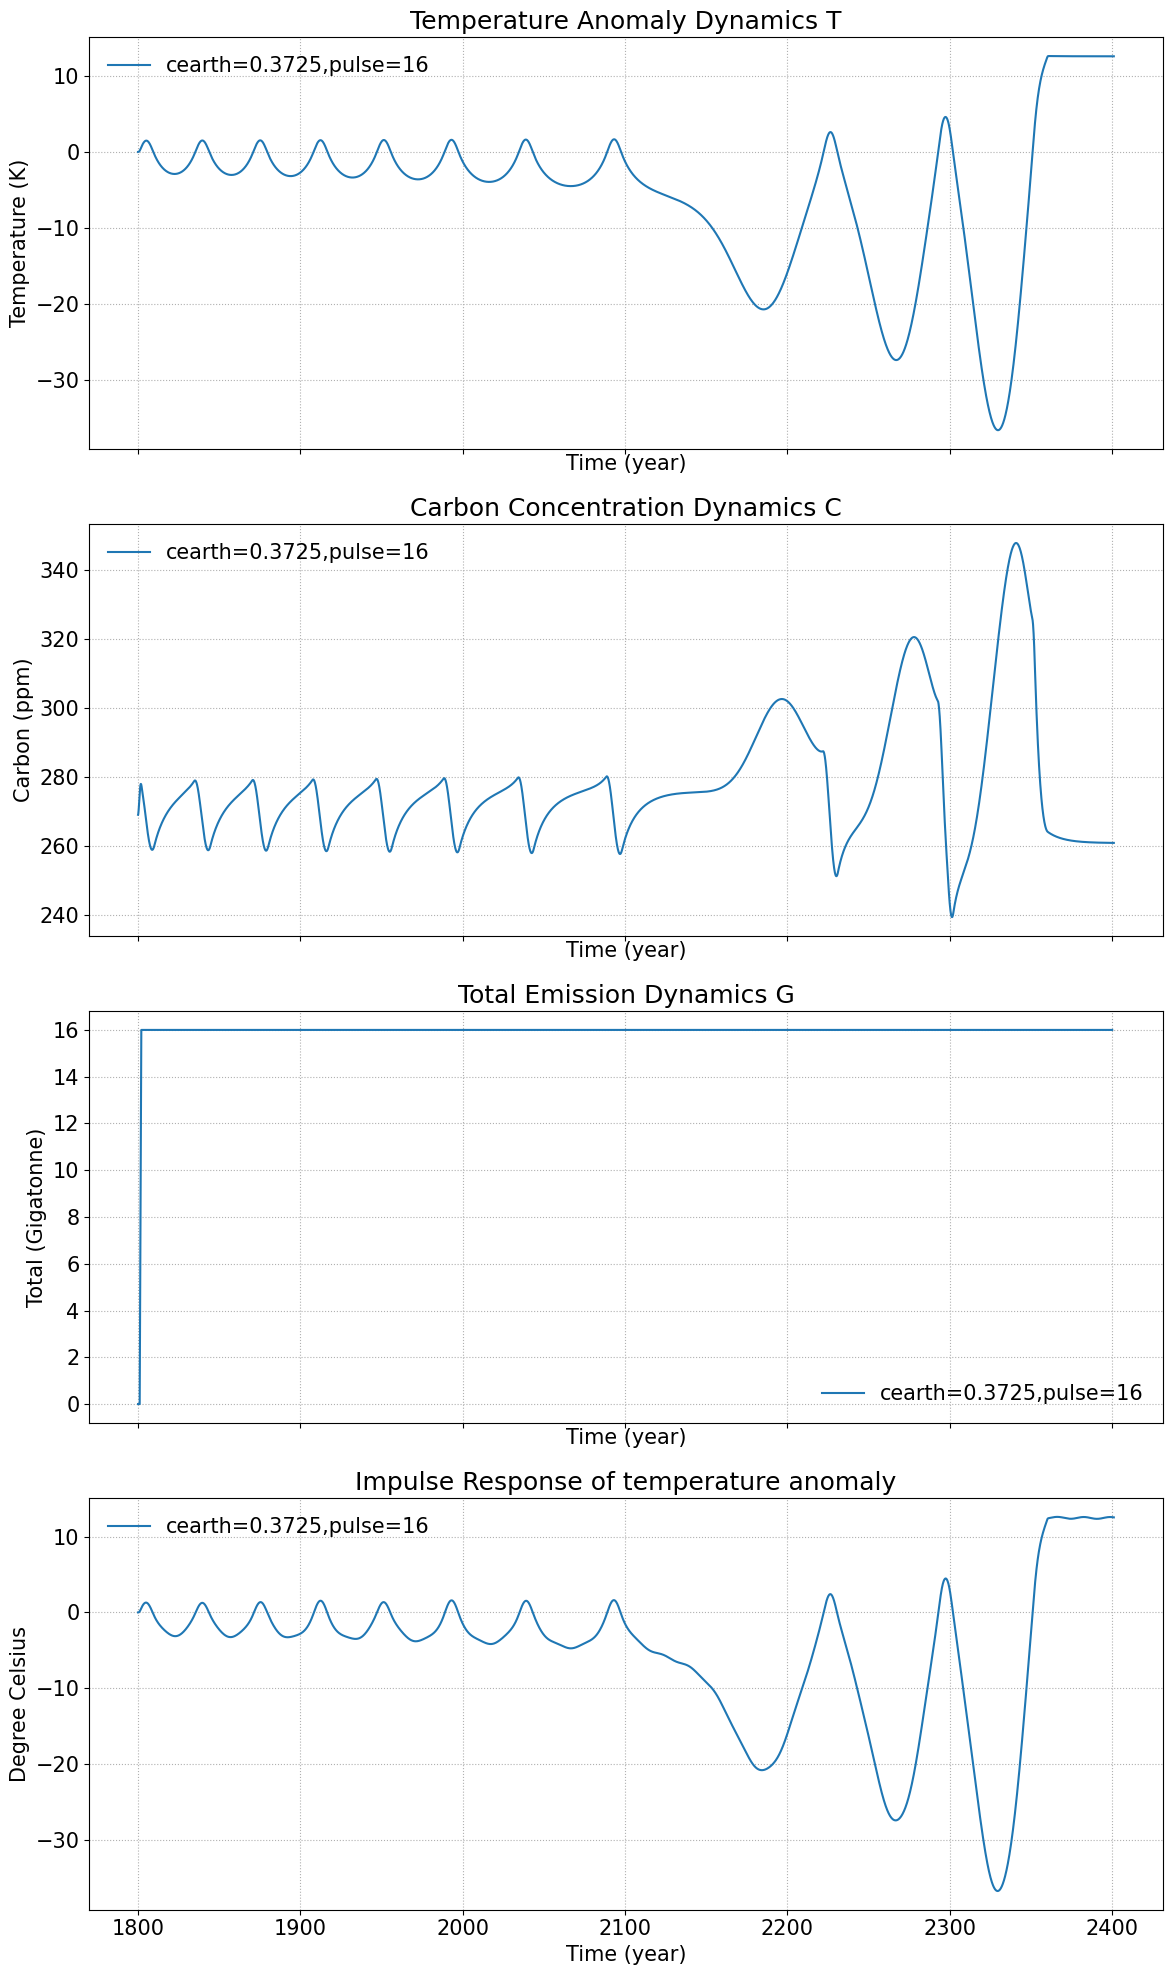 Temperature Anomaly Dynamics T
cearth=0.3725,pulse=16
10
0
−10
−20
−30
Temperature (K)
Time (year)
Carbon Concentration Dynamics C
cearth=0.3725,pulse=16
340
320
300
280
260
240
Carbon (ppm)
Time (year)
Total Emission Dynamics G
16
14
12
10
8
6
4
2
0
Total (Gigatonne)
cearth=0.3725,pulse=16
Time (year)
Impulse Response of temperature anomaly
cearth=0.3725,pulse=16
10
0
−10
−20
−30
Degree Celsius
1800 1900 2000 2100 2200 2300 2400
Time (year)